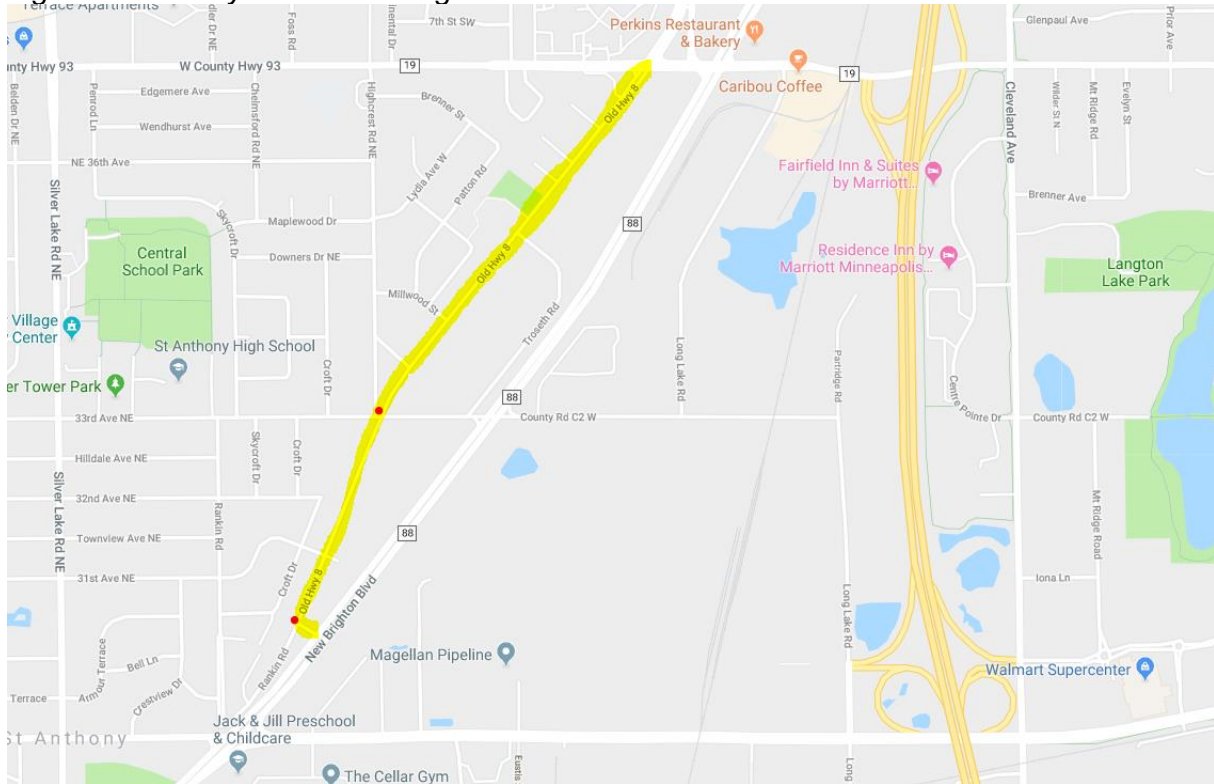 Terrace Apartments
Foss Rd
7th St SW
Perkins Restaurant
& Bakery
Glenpaul Ave
Prior Ave
W County Hwy 93
19
Caribou Coffee
19
Belden Dr NE
Penrod Ln
Edgemere Ave
Chelmsford Rd NE
Highcrest Rd NE
Brenner St
Old Hwy 8
Cleveland Ave
Wilder St N
Mt Ridge Rd
Evelyn St
Wendhurst Ave
NE 36th Ave
Lydia Ave W
Patton Rd
Fairfield Inn & Suites
by Marriott...
Brenner Ave
Silver Lake Rd NE
Skycroft Dr
Maplewood Dr
88
Central
School Park
Downers Dr NE
Old Hwy 8
Residence Inn by
Marriott Minneapolis...
Langton
Lake Park
Millwood St
Troseth Rd
Village
Center
St Anthony High School
Croft Dr
Long Lake Rd
Partridge Rd
er Tower Park
88
Centre Pointe Dr
33rd Ave NE
County Rd C2 W
County Rd C2 W
Skycroft Dr
Croft Dr
Hilldale Ave NE
Silver Lake Rd NE
32nd Ave NE
Rankin Rd
Mt Ridge Road
Townview Ave NE
88
31st Ave NE
Croft Dr
Old Hwy 8
Iona Ln
New Brighton Blvd
Long Lake Rd
Armour Terrace
Bell Ln
Rankin Rd
Magellan Pipeline
Walmart Supercenter
Terrace
Crestview Dr
Jack & Jill Preschool
& Childcare
St Anthony
Eustis
Long
The Cellar Gym